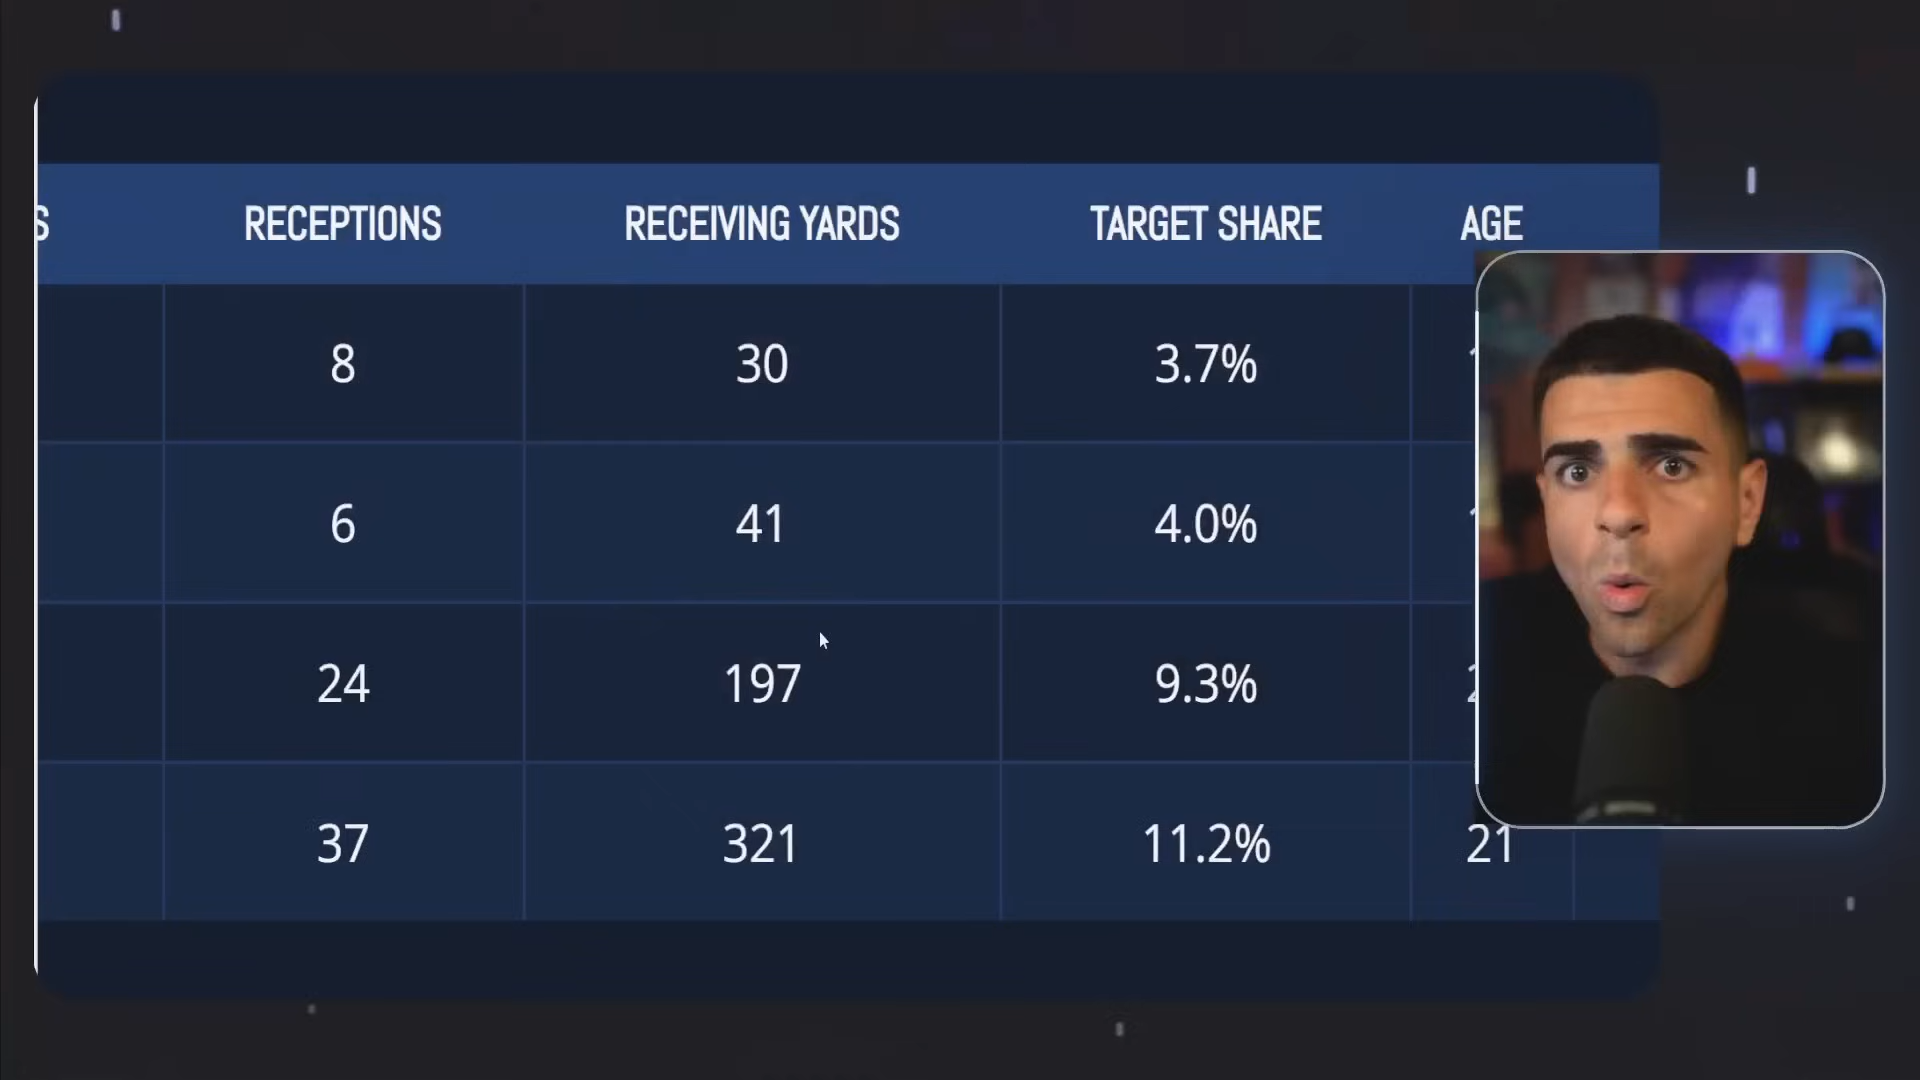 S RECEPTIONS RECEIVING YARDS TARGET SHARE AGE
8 30 3.7%
6 41 4.0%
24 197 9.3%
37 321 11.2% 21